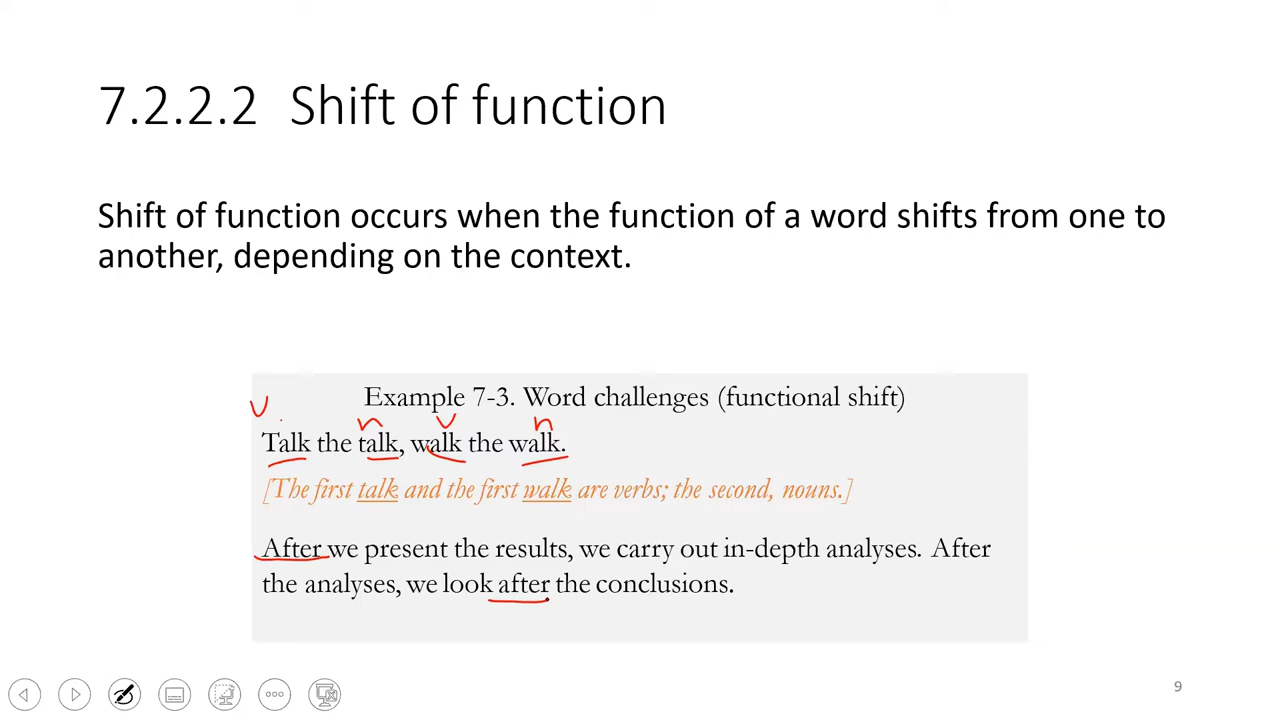 7.2.2.2 Shift of function
Shift of function occurs when the function of a word shifts from one to
another, depending on the context.
Example 7-3. Word challenges (functional shift)
v n v n
Talk the talk, walk the walk.
[The first talk and the first walk are verbs; the second, nouns.]
After we present the results, we carry out in-depth analyses. After
the analyses, we look after the conclusions.
9